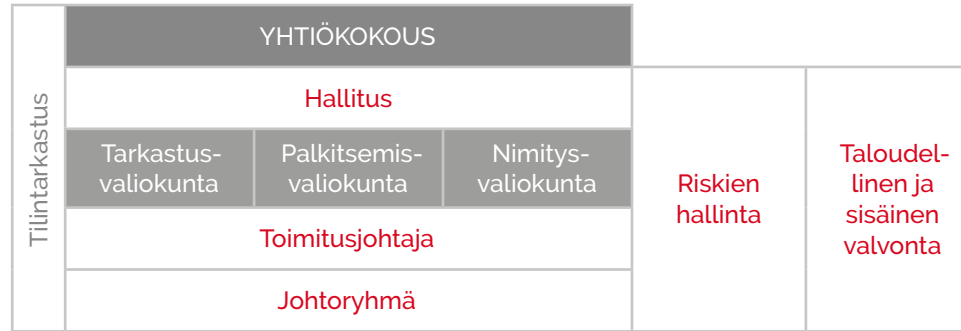 Tilintarkastus
YHTIÖKOKOUS
Hallitus
Tarkastus-
valiokunta
Palkitsemis-
valiokunta
Nimitys-
valiokunta
Toimitusjohtaja
Johtoryhmä
Riskien
hallinta
Taloudel-
linen ja
sisäinen
valvonta